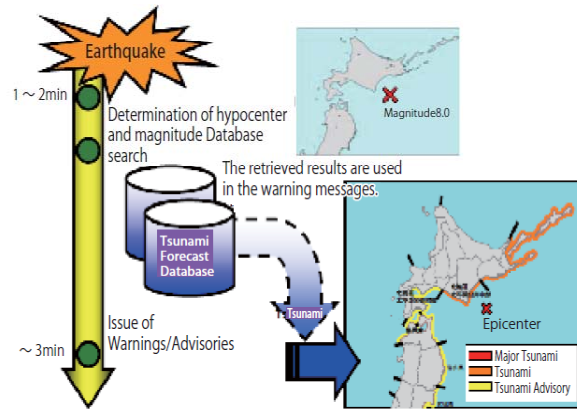 Earthquake
1 ～ 2min
Determination of hypocenter
and magnitude Database
search
Magnitude8.0
The retrieved results are used
in the warning messages.
Tsunami
Forecast
Database
Tsunami
Issue of
Warnings/Advisories
～ 3min
Epicenter
Major Tsunami
Tsunami
Tsunami Advisory